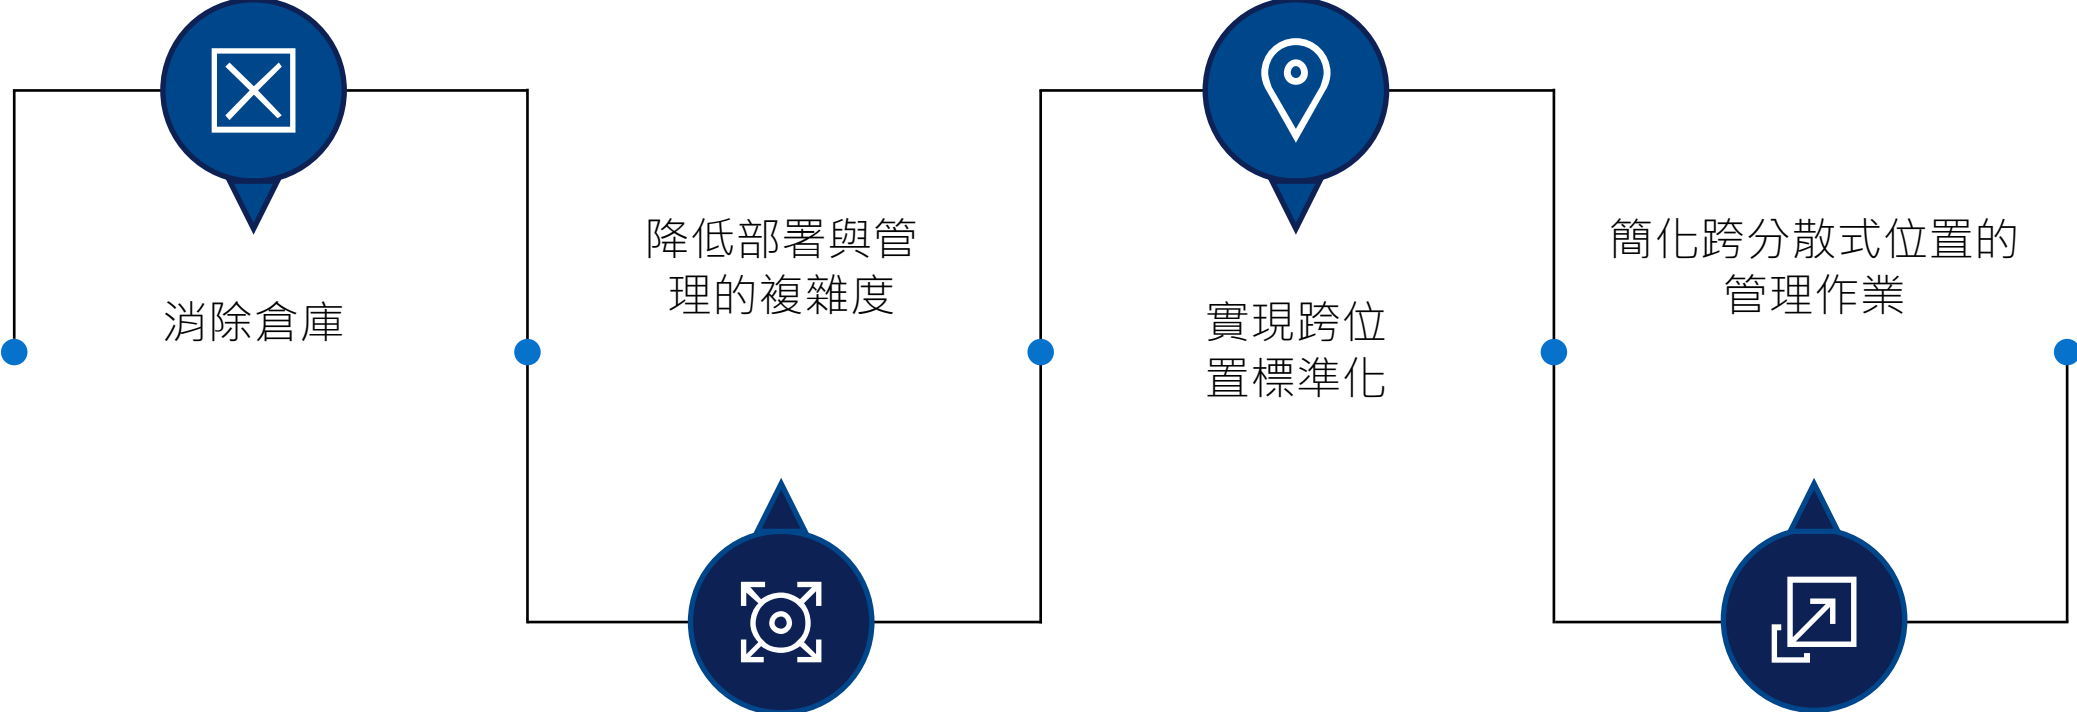 消除倉庫
降低部署與管
理的複雜度
實現跨位
置標準化
簡化跨分散式位置的
管理作業